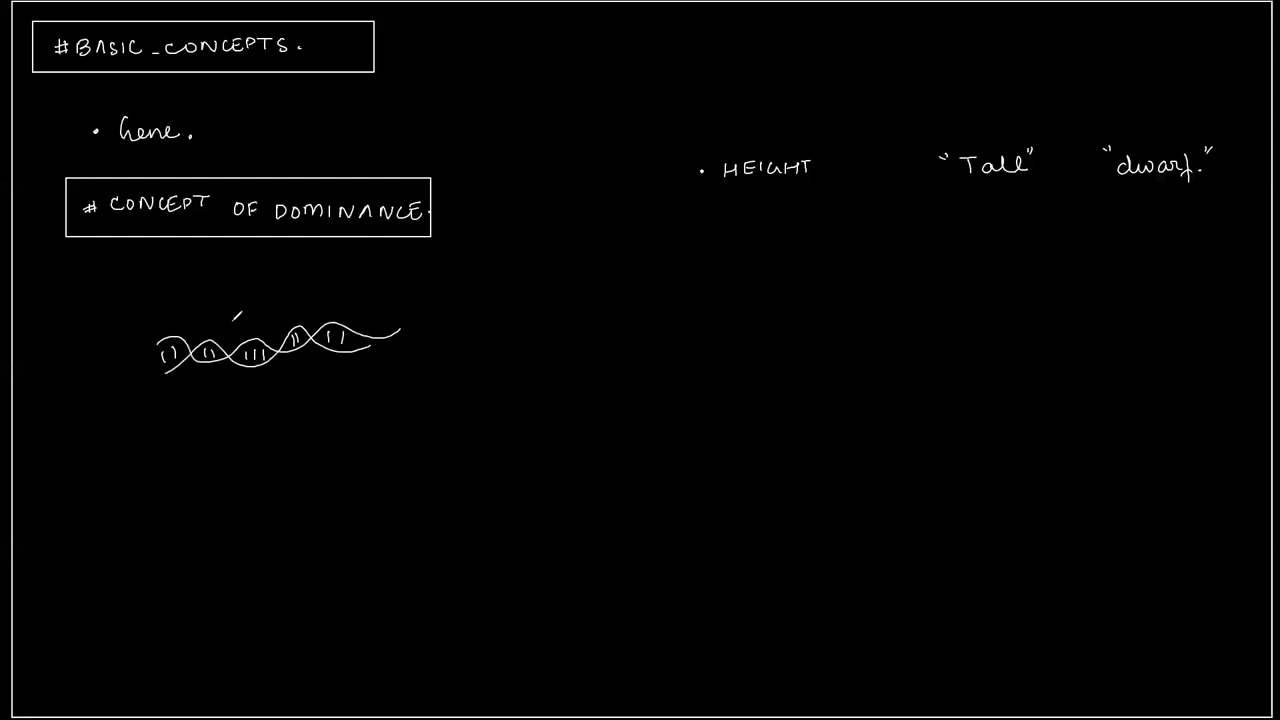 #BASIC_CONCEPTS.
• Gene.
• HEIGHT "Tall" "dwarf."
# CONCEPT OF DOMINANCE.